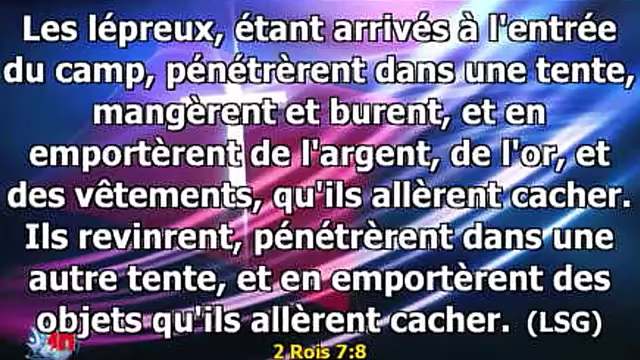 Les lépreux, étant arrivés à l'entrée
du camp, pénétrèrent dans une tente,
mangèrent et burent, et en
emportèrent de l'argent, de l'or, et
des vêtements, qu'ils allèrent cacher.
Ils revinrent, pénétrèrent dans une
autre tente, et en emportèrent des
objets qu'ils allèrent cacher. (LSG)
2 Rois 7:8